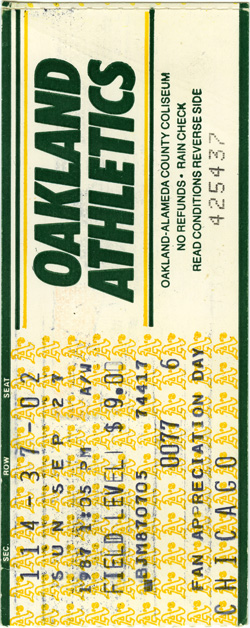 OAKLAND
ATHLETICS
OAKLAND-ALAMEDA COUNTY COLISEUM
NO REFUNDS • RAIN CHECK
READ CONDITIONS REVERSE SIDE
425437
SEC. ROW SEAT
114-37-02
SUN SEP 27
1987 1:05 PM A/W
FIELD LEVEL $ 9.00
BHM870705 74417
0077 6
FAN APPRECIATION DAY
CHICAGO